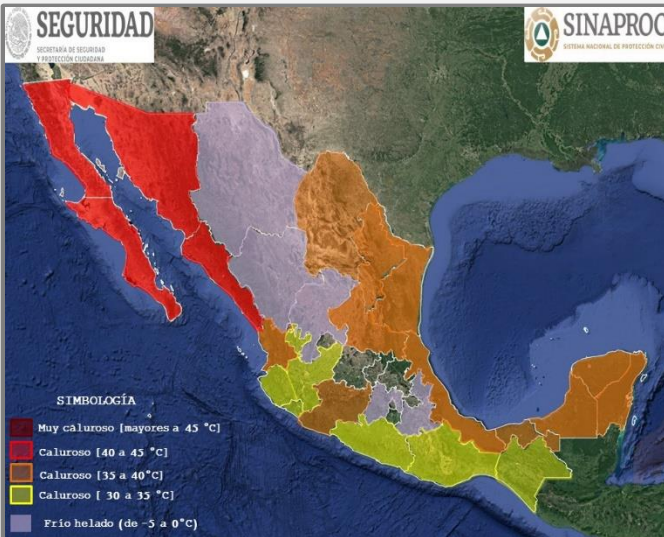 SEGURIDAD
SECRETARÍA DE SEGURIDAD
Y PROTECCIÓN CIUDADANA
SINAPROC
SISTEMA NACIONAL DE PROTECCIÓN CIV
SIMBOLOGÍA
Muy caluroso [mayores a 45 °C]
Caluroso [40 a 45 °C]
Caluroso [35 a 40°C]
Caluroso [ 30 a 35 °C]
Frío helado (de -5 a 0°C)